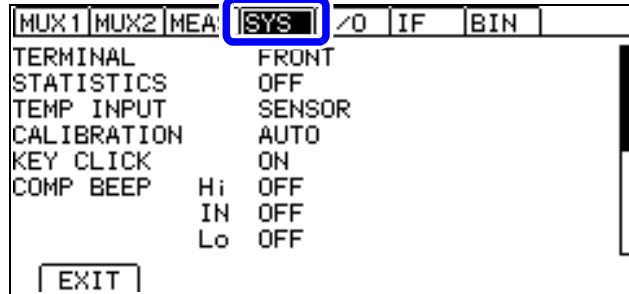 MUX1 MUX2 MEA SYS /O IF BIN
TERMINAL FRONT
STATISTICS OFF
TEMP INPUT SENSOR
CALIBRATION AUTO
KEY CLICK ON
COMP BEEP Hi OFF
IN OFF
Lo OFF
EXIT